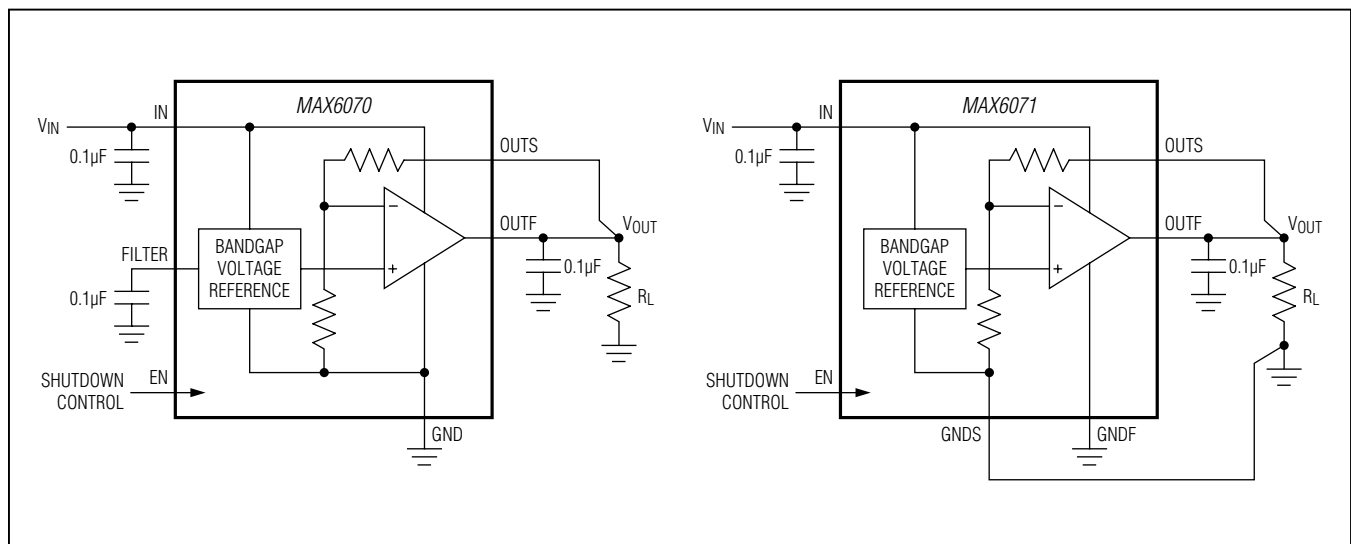 MAX6070
IN
VIN
0.1µF
OUTS
OUTF
VOUT
BANDGAP
VOLTAGE
REFERENCE
−
+
FILTER
0.1µF
0.1µF
RL
SHUTDOWN
CONTROL
EN
GND
MAX6071
IN
VIN
0.1µF
OUTS
OUTF
VOUT
BANDGAP
VOLTAGE
REFERENCE
−
+
0.1µF
RL
SHUTDOWN
CONTROL
EN
GNDS
GNDF